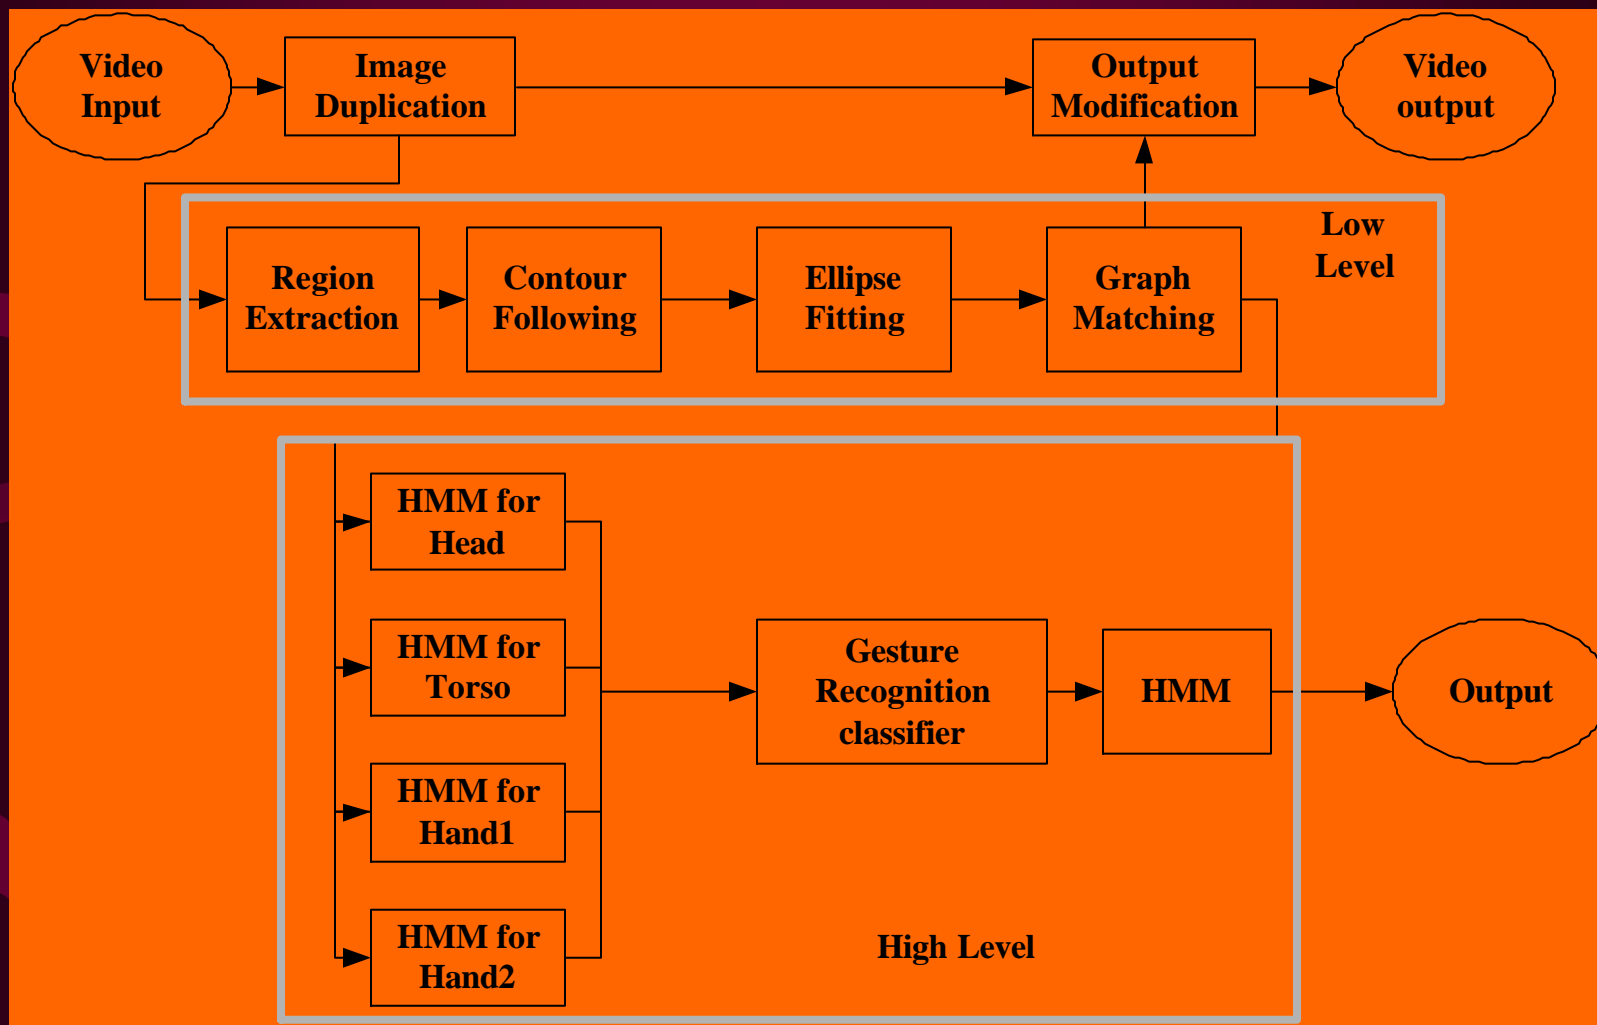 Video
Input
Image
Duplication
Output
Modification
Video
output
Low
Level
Region
Extraction
Contour
Following
Ellipse
Fitting
Graph
Matching
HMM for
Head
HMM for
Torso
HMM for
Hand1
HMM for
Hand2
Gesture
Recognition
classifier
HMM
Output
High Level